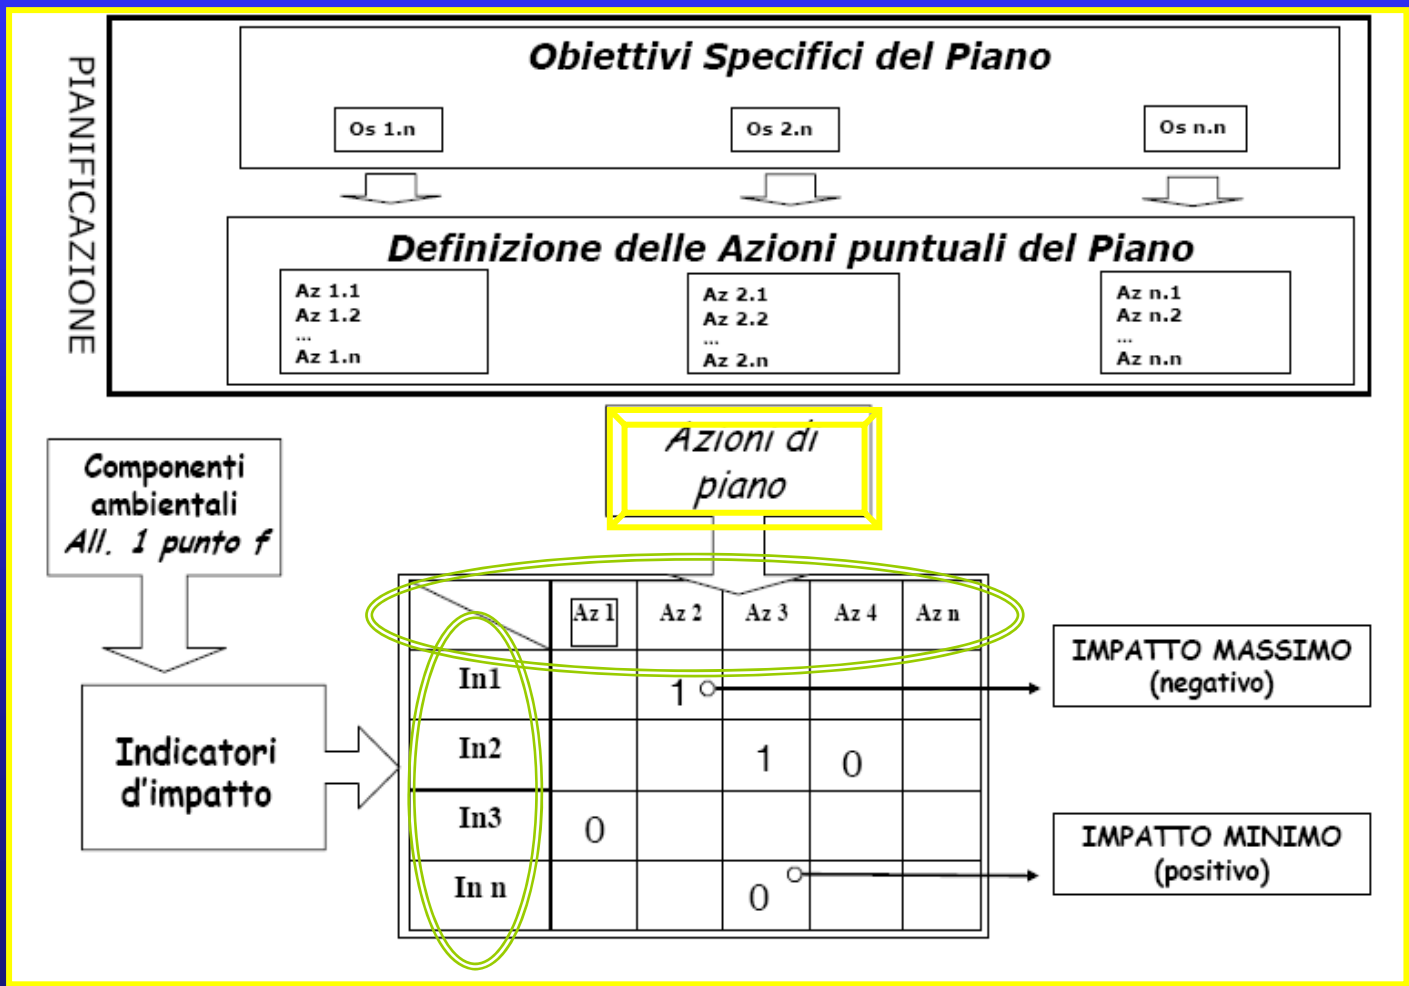 PIANIFICAZIONE
Obiettivi Specifici del Piano
Os 1.n
Os 2.n
Os n.n
Definizione delle Azioni puntuali del Piano
Az 1.1
Az 1.2
...
Az 1.n
Az 2.1
Az 2.2
...
Az 2.n
Az n.1
Az n.2
...
Az n.n
Azioni di
piano
Componenti
ambientali
All. 1 punto f
Indicatori
d'impatto
Az 1 Az 2 Az 3 Az 4 Az n
In1 1
In2 1 0
In3 0
In n 0
IMPATTO MASSIMO
(negativo)
IMPATTO MINIMO
(positivo)